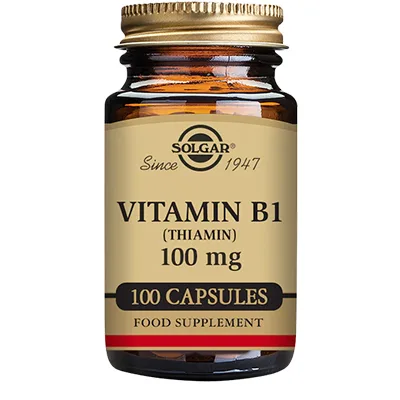 SOLGAR®
Since 1947
VITAMIN B1
(THIAMIN)
100 mg
100 CAPSULES
FOOD SUPPLEMENT